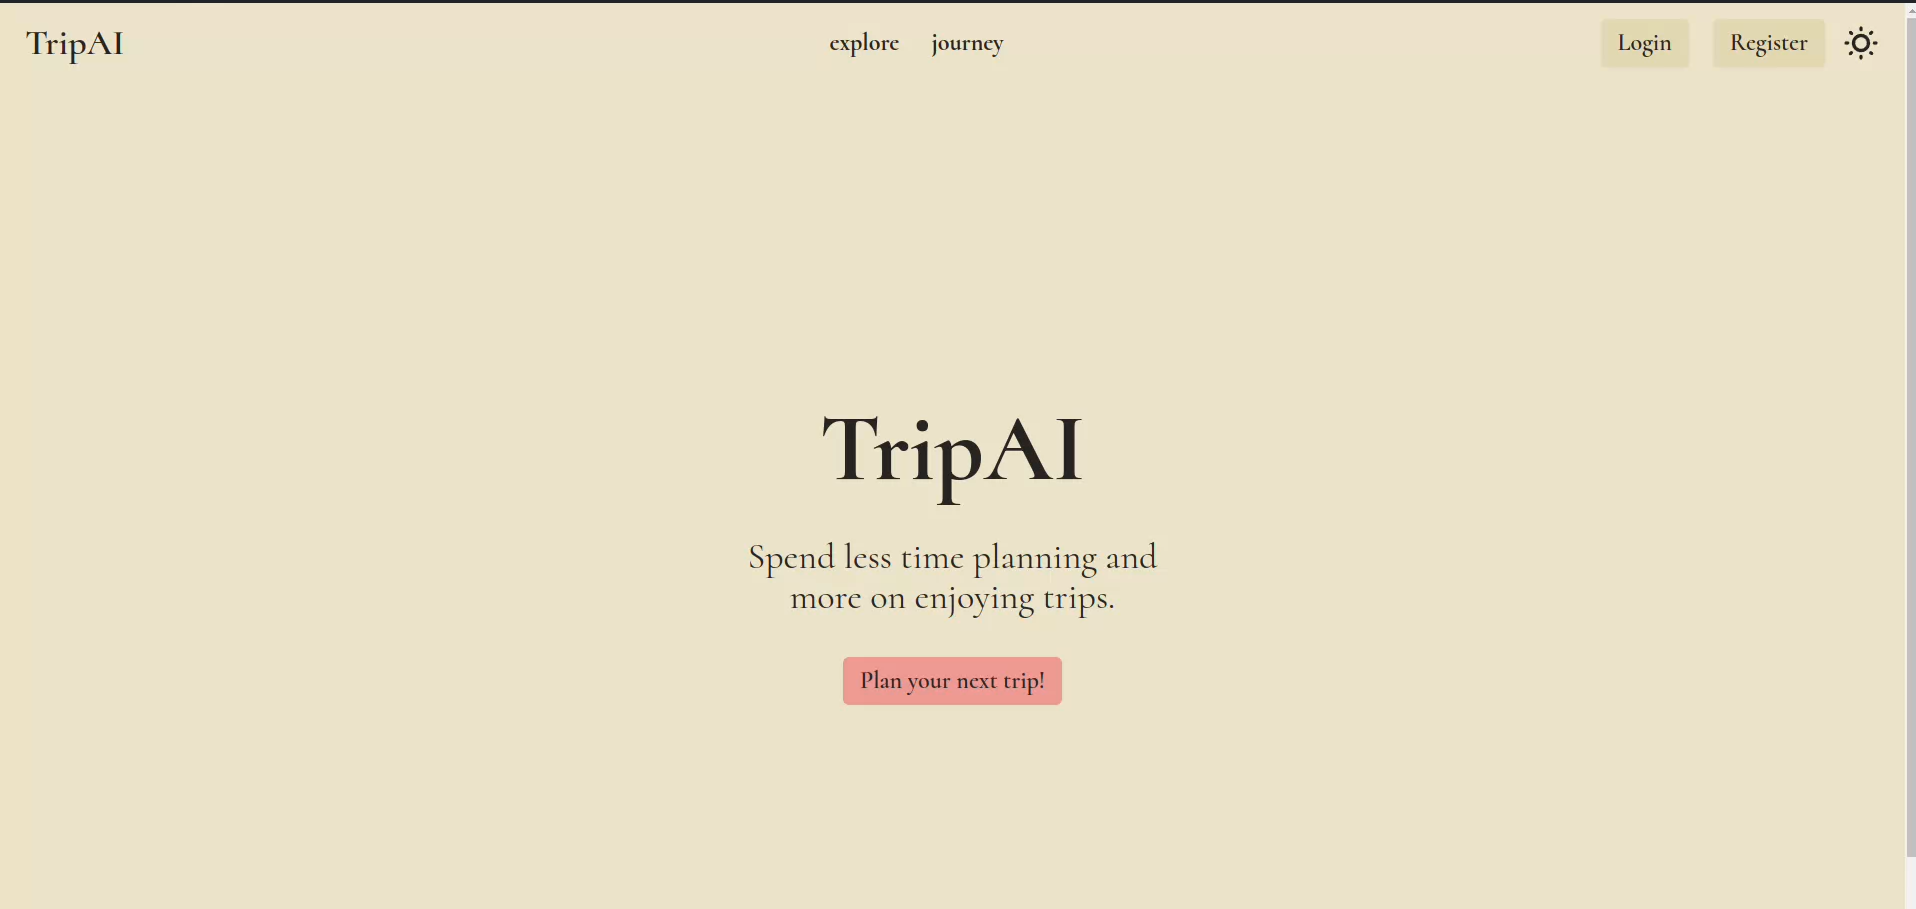 TripAI
explore journey
Login Register
TripAI
Spend less time planning and
more on enjoying trips.
Plan your next trip!